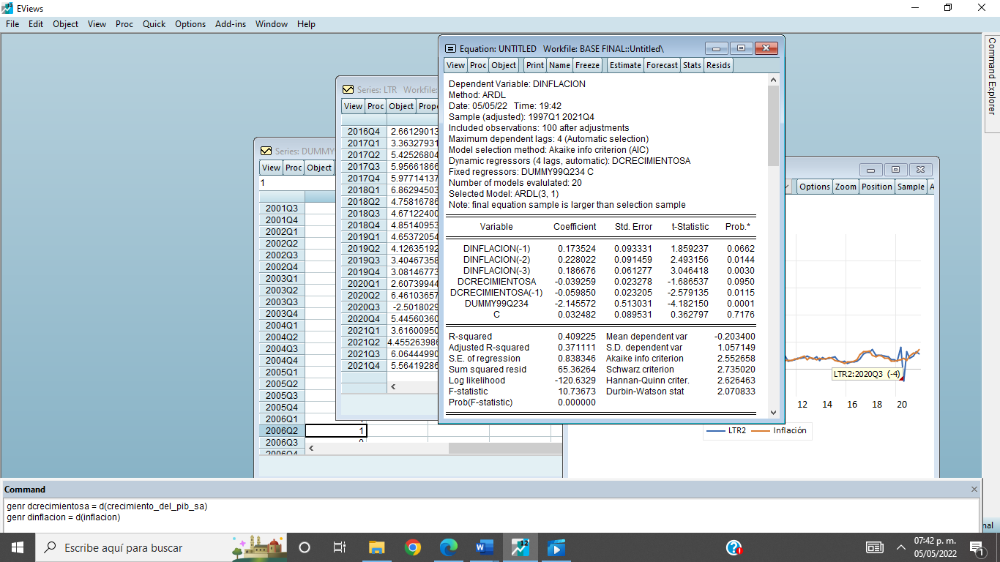 EViews
File Edit Object View Proc Quick Options Add-ins Window Help
Command Explorer
Equation: UNTITLED Workfile: BASE FINAL::Untitled\
View Proc Object Print Name Freeze Estimate Forecast Stats Resids
Dependent Variable: DINFLACION
Method: ARDL
Date: 05/05/22 Time: 19:42
Sample (adjusted): 1997Q1 2021Q4
Included observations: 100 after adjustments
Maximum dependent lags: 4 (Automatic selection)
Model selection method: Akaike info criterion (AIC)
Dynamic regressors (4 lags, automatic): DCRECIMIENTOSA
Fixed regressors: DUMMY99Q234 C
Number of models evalulated: 20
Selected Model: ARDL(3, 1)
Note: final equation sample is larger than selection sample
Variable Coefficient Std. Error t-Statistic Prob.*
DINFLACION(-1) 0.173524 0.093331 1.859237 0.0662
DINFLACION(-2) 0.228022 0.091459 2.493156 0.0144
DINFLACION(-3) 0.186676 0.061277 3.046418 0.0030
DCRECIMIENTOSA -0.039259 0.023278 -1.686537 0.0950
DCRECIMIENTOSA(-1) -0.059850 0.023205 -2.579135 0.0115
DUMMY99Q234 -2.145572 0.513031 -4.182150 0.0001
C 0.032482 0.089531 0.362797 0.7176
R-squared 0.409225 Mean dependent var -0.203400
Adjusted R-squared 0.371111 S.D. dependent var 1.057149
S.E. of regression 0.838346 Akaike info criterion 2.552658
Sum squared resid 65.36264 Schwarz criterion 2.735020
Log likelihood -120.6329 Hannan-Quinn criter. 2.626463
F-statistic 10.73673 Durbin-Watson stat 2.070833
Prob(F-statistic) 0.000000
Series: LTR Workfile:
View Proc Object Prope
2016Q4 2.66129013
2017Q1 3.36327931
2017Q2 5.42526804
2017Q3 5.95661866
2017Q4 5.97714137
2018Q1 6.86294503
2018Q2 4.75816786
2018Q3 4.67122400
2018Q4 4.85140953
2019Q1 4.65372054
2019Q2 4.12635192
2019Q3 3.40467358
2019Q4 3.08146773
2020Q1 2.60739944
2020Q2 6.46103657
2020Q3 -2.5018029
2020Q4 5.44560360
2021Q1 3.61600950
2021Q2 4.455263986
2021Q3 6.06444990
2021Q4 5.56419286
Series: DUMMY
View Proc Object
1
2001Q3
2001Q4
2002Q1
2002Q2
2002Q3
2002Q4
2003Q1
2003Q2
2003Q3
2003Q4
2004Q1
2004Q2
2004Q3
2004Q4
2005Q1
2005Q2
2005Q3
2005Q4
2006Q1
2006Q2 1
2006Q3 0
2006Q4
Options Zoom Position Sample A
LTR2:2020Q3 (-4)
12 14 16 18 20
LTR2 Inflación
Command
genr dcrecimientosa = d(crecimiento_del_pib_sa)
genr dinflacion = d(inflacion)
nal
Escribe aquí para buscar
12
07:42 p. m.
05/05/2022
1